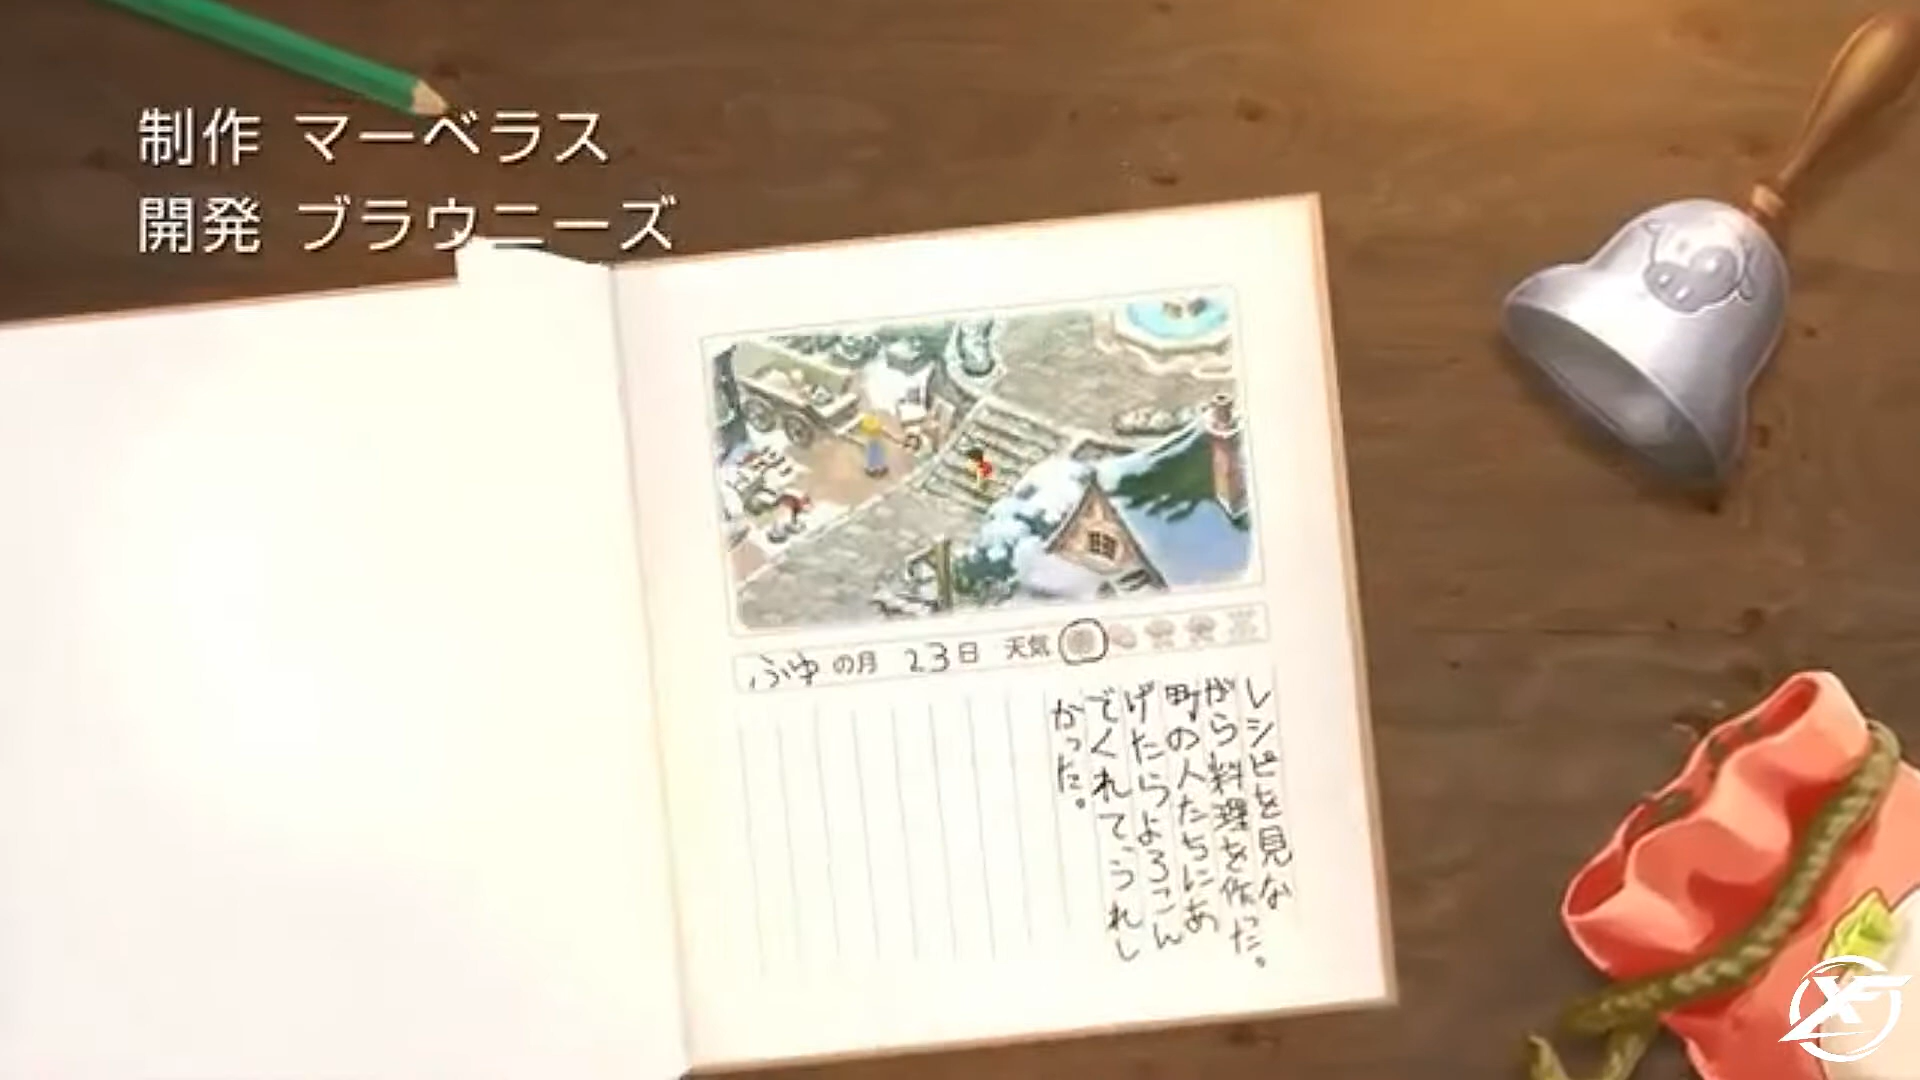 制作 マーベラス
開発 ブラウニーズ
ふゆの月 23日 天気
レシピを見な
がら料理を作った。
町の人たちにあ
げたらよろこん
でくれてうれし
かった。
XF